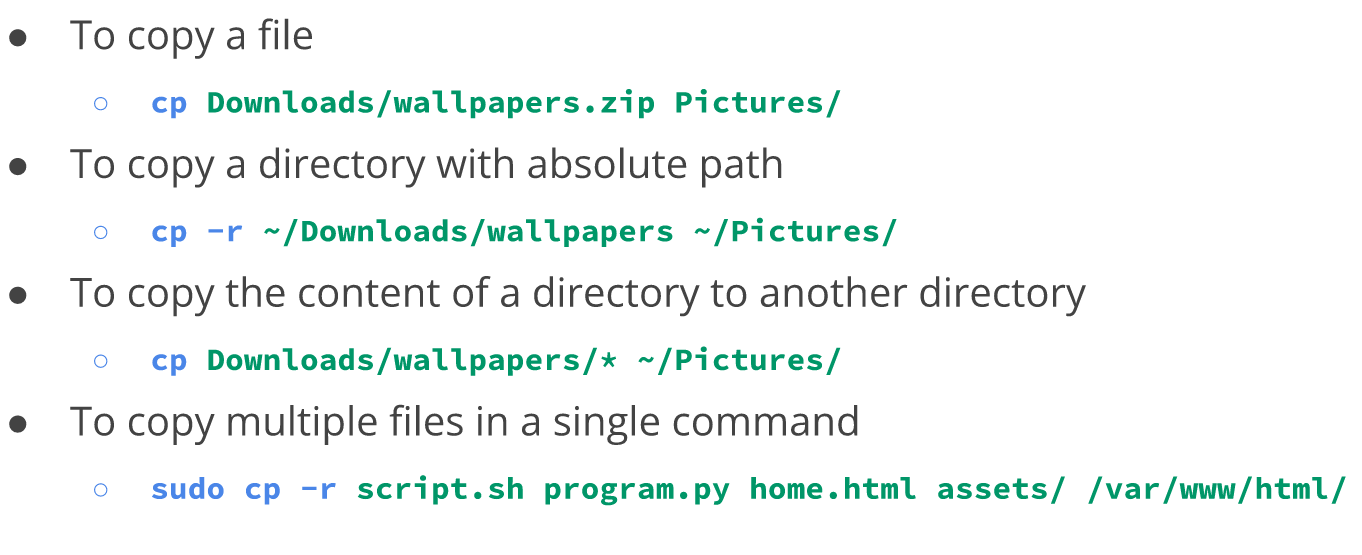 ● To copy a file
○ cp Downloads/wallpapers.zip Pictures/
● To copy a directory with absolute path
○ cp -r ~/Downloads/wallpapers ~/Pictures/
● To copy the content of a directory to another directory
○ cp Downloads/wallpapers/* ~/Pictures/
● To copy multiple files in a single command
○ sudo cp -r script.sh program.py home.html assets/ /var/www/html/